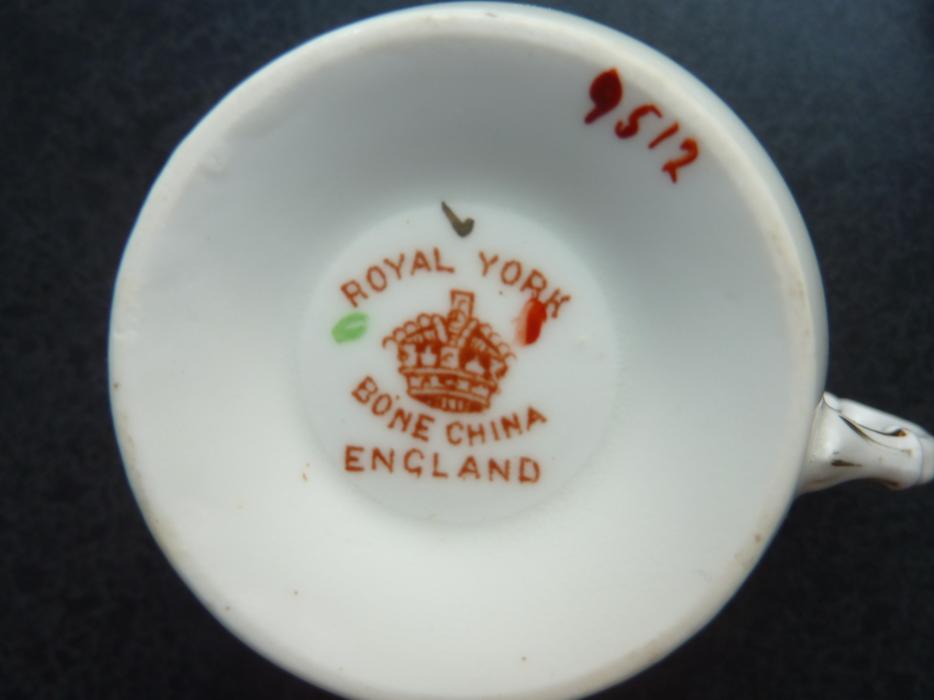 9512
ROYAL YORK
BONE CHINA
ENGLAND